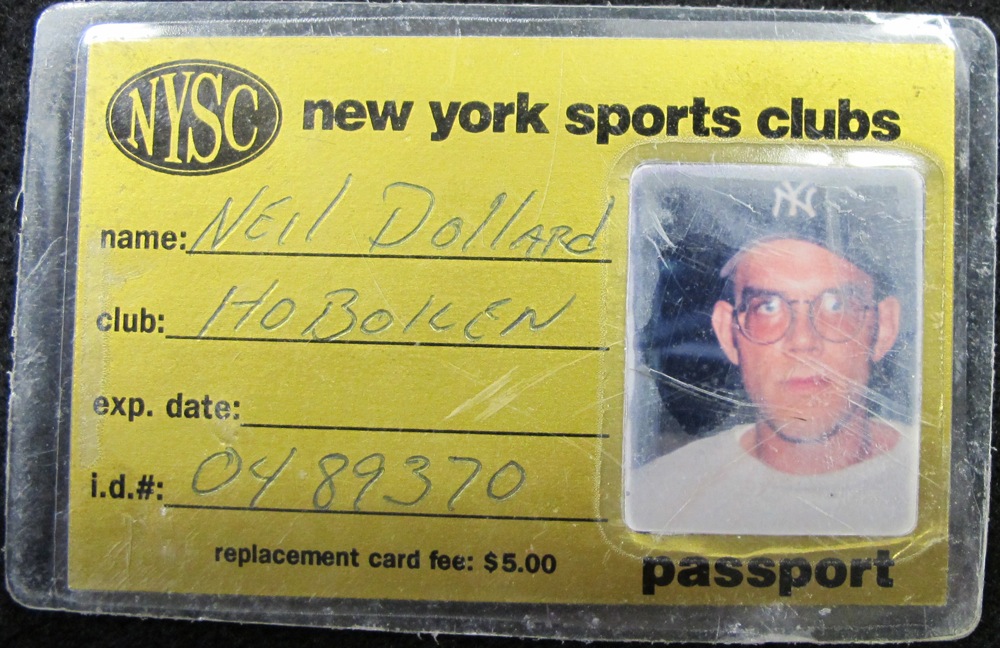 NYSC new york sports clubs
NY
name: NEil DollARd
club: HoBoKEN
exp. date:
i.d.#: 0489370
replacement card fee: $5.00
passport